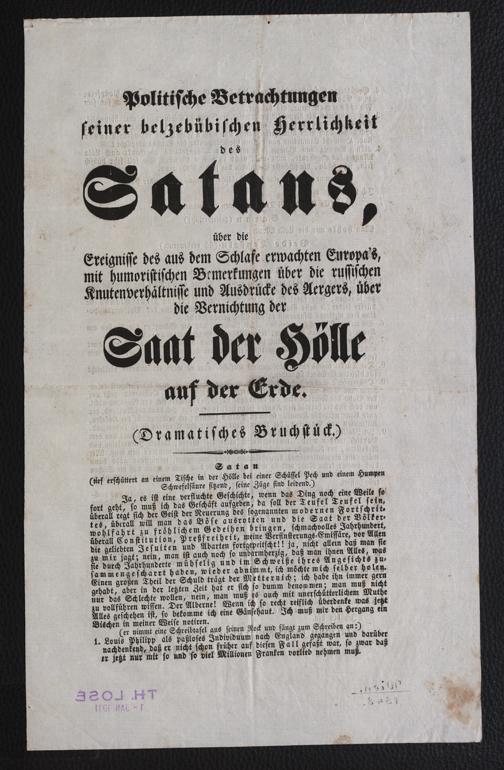 Politische Betrachtungen
seiner belzebübischen Herrlichkeit
des
Satans,
über die
Ereignisse des aus dem Schlafe erwachten Europa's,
mit humoristischen Bemerkungen über die russischen
Knutenverhältnisse und Ausdrücke des Aergers, über
die Vernichtung der
Saat der Hölle
auf der Erde.
(Dramatisches Bruchstück.)
Satan
(tief erschüttert an einem Tische in der Hölle bei einer Schüssel Pech und einem Humpen
Schwefelsäure sitzend, seine Züge sind leidend.)
Ja, es ist eine verfluchte Geschichte, wenn das Ding noch eine Weile so
fort geht, so muß ich das Geschäft aufgeben, da soll der Teufel Teufel sein,
überall regt sich der Geist der Neuerung des sogenannten modernen Fortschrit-
tes, überall will man das Böse ausrotten und die Saat der Völker-
wohlfahrt zu fröhlichen Gedeihen bringen, schmachvolles Jahrhundert,
überall Constitution, Preßfreiheit, meine Verfinsterungs-Emissäre, vor Allen
die geliebten Jesuiten und Abarten fortgepeitscht! ja, nicht allein daß man sie
zu mir jagt; nein, man ist auch noch so unbarmherzig, daß man ihnen Alles, was
sie durch Jahrhunderte mühselig und im Schweiße ihres Angesichts zu-
sammengescharrt haben, wieder abnimmt, ich möchte mich selber holen.
Einen großen Theil der Schuld trägt der Metternich; ich habe ihn immer gern
gehabt, aber in der letzten Zeit hat er sich so dumm benommen; man muß nicht
nur das Schlechte wollen, nein, man muß es auch mit unerschütterlichem Muthe
zu vollführen wissen. Der Alberne! Wenn ich so recht reiflich überdenke was jetzt
Alles geschehen ist, so bekomme ich eine Gänsehaut. Ich muß mir den Hergang ein
Bischen in meiner Weise notiren.
(er nimmt eine Schreibtafel aus seinen Rock und fängt zum Schreiben an:)
1. Louis Philipp als paßloses Individuum nach England gegangen und darüber
nachdenkend, daß er nicht schon früher auf diesen Fall gefaßt war, so zwar daß
er jetzt nur mit so und so viel Millionen Franken vorlieb nehmen muß.
TH. LOSE